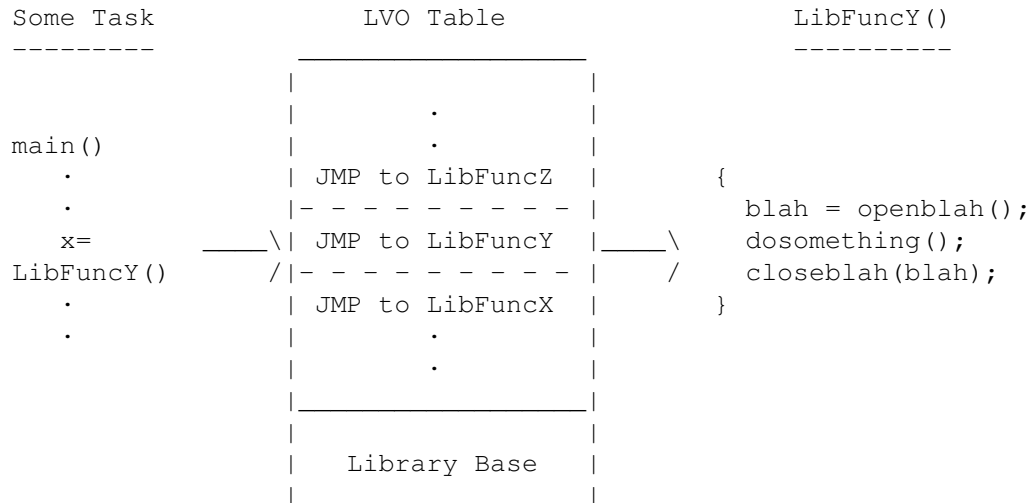 Some Task LVO Table LibFuncY()
--------- ----------
.
main() .
. JMP to LibFuncZ {
. - - - - - - - - - blah = openblah();
x= JMP to LibFuncY dosomething();
LibFuncY() - - - - - - - - - closeblah(blah);
. JMP to LibFuncX }
. .
.
Library Base